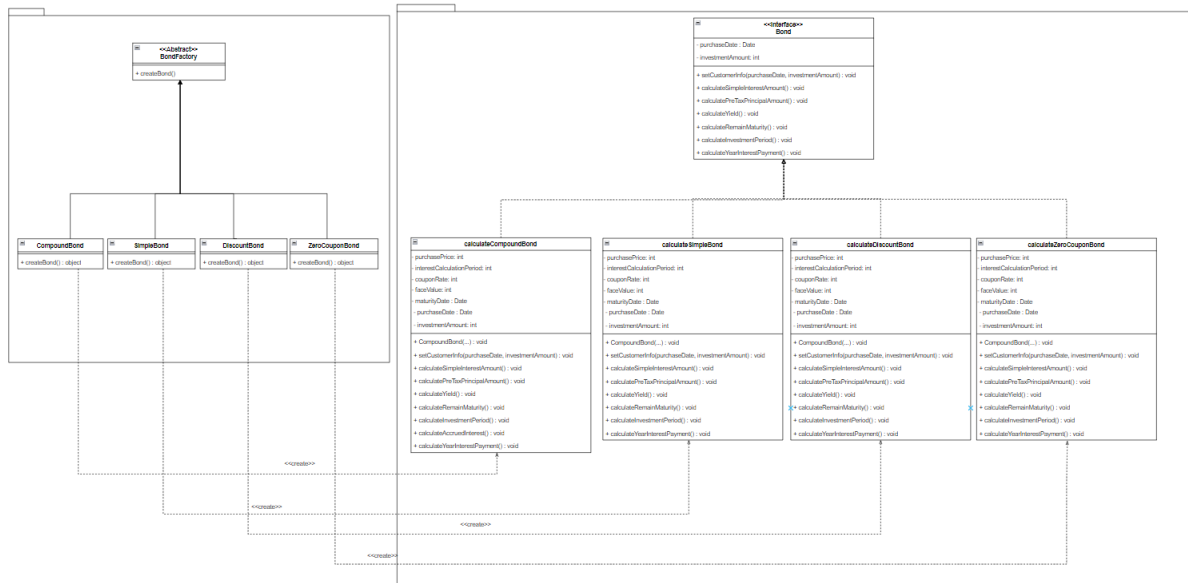 <<Abstract>>
BondFactory
+ createBond()
CompoundBond
+ createBond() : object
SimpleBond
+ createBond() : object
DiscountBond
+ createBond() : object
ZeroCouponBond
+ createBond() : object
<<Interface>>
Bond
- purchaseDate : Date
- investmentAmount: int
+ setCustomerInfo(purchaseDate, investmentAmount) : void
+ calculateSimpleInterestAmount() : void
+ calculatePreTaxPrincipalAmount() : void
+ calculateYield() : void
+ calculateRemainMaturity() : void
+ calculateInvestmentPeriod() : void
+ calculateYearInterestPayment() : void
calculateCompoundBond
- purchasePrice: int
- interestCalculationPeriod: int
- couponRate: int
- faceValue: int
- maturityDate : Date
- purchaseDate : Date
- investmentAmount: int
+ CompoundBond(...) : void
+ setCustomerInfo(purchaseDate, investmentAmount) : void
+ calculateSimpleInterestAmount() : void
+ calculatePreTaxPrincipalAmount() : void
+ calculateYield() : void
+ calculateRemainMaturity() : void
+ calculateInvestmentPeriod() : void
+ calculateAccruedInterest() : void
+ calculateYearInterestPayment() : void
calculateSimpleBond
- purchasePrice: int
- interestCalculationPeriod: int
- couponRate: int
- faceValue: int
- maturityDate : Date
- purchaseDate : Date
- investmentAmount: int
+ CompoundBond(...) : void
+ setCustomerInfo(purchaseDate, investmentAmount) : void
+ calculateSimpleInterestAmount() : void
+ calculatePreTaxPrincipalAmount() : void
+ calculateYield() : void
+ calculateRemainMaturity() : void
+ calculateInvestmentPeriod() : void
+ calculateYearInterestPayment() : void
calculateDiscountBond
- purchasePrice: int
- interestCalculationPeriod: int
- couponRate: int
- faceValue: int
- maturityDate : Date
- purchaseDate : Date
- investmentAmount: int
+ CompoundBond(...) : void
+ setCustomerInfo(purchaseDate, investmentAmount) : void
+ calculateSimpleInterestAmount() : void
+ calculatePreTaxPrincipalAmount() : void
+ calculateYield() : void
+ calculateRemainMaturity() : void
+ calculateInvestmentPeriod() : void
+ calculateYearInterestPayment() : void
calculateZeroCouponBond
- purchasePrice: int
- interestCalculationPeriod: int
- couponRate: int
- faceValue: int
- maturityDate : Date
- purchaseDate : Date
- investmentAmount: int
+ CompoundBond(...) : void
+ setCustomerInfo(purchaseDate, investmentAmount) : void
+ calculateSimpleInterestAmount() : void
+ calculatePreTaxPrincipalAmount() : void
+ calculateYield() : void
+ calculateRemainMaturity() : void
+ calculateInvestmentPeriod() : void
+ calculateYearInterestPayment() : void
<<create>>
<<create>>
<<create>>
<<create>>